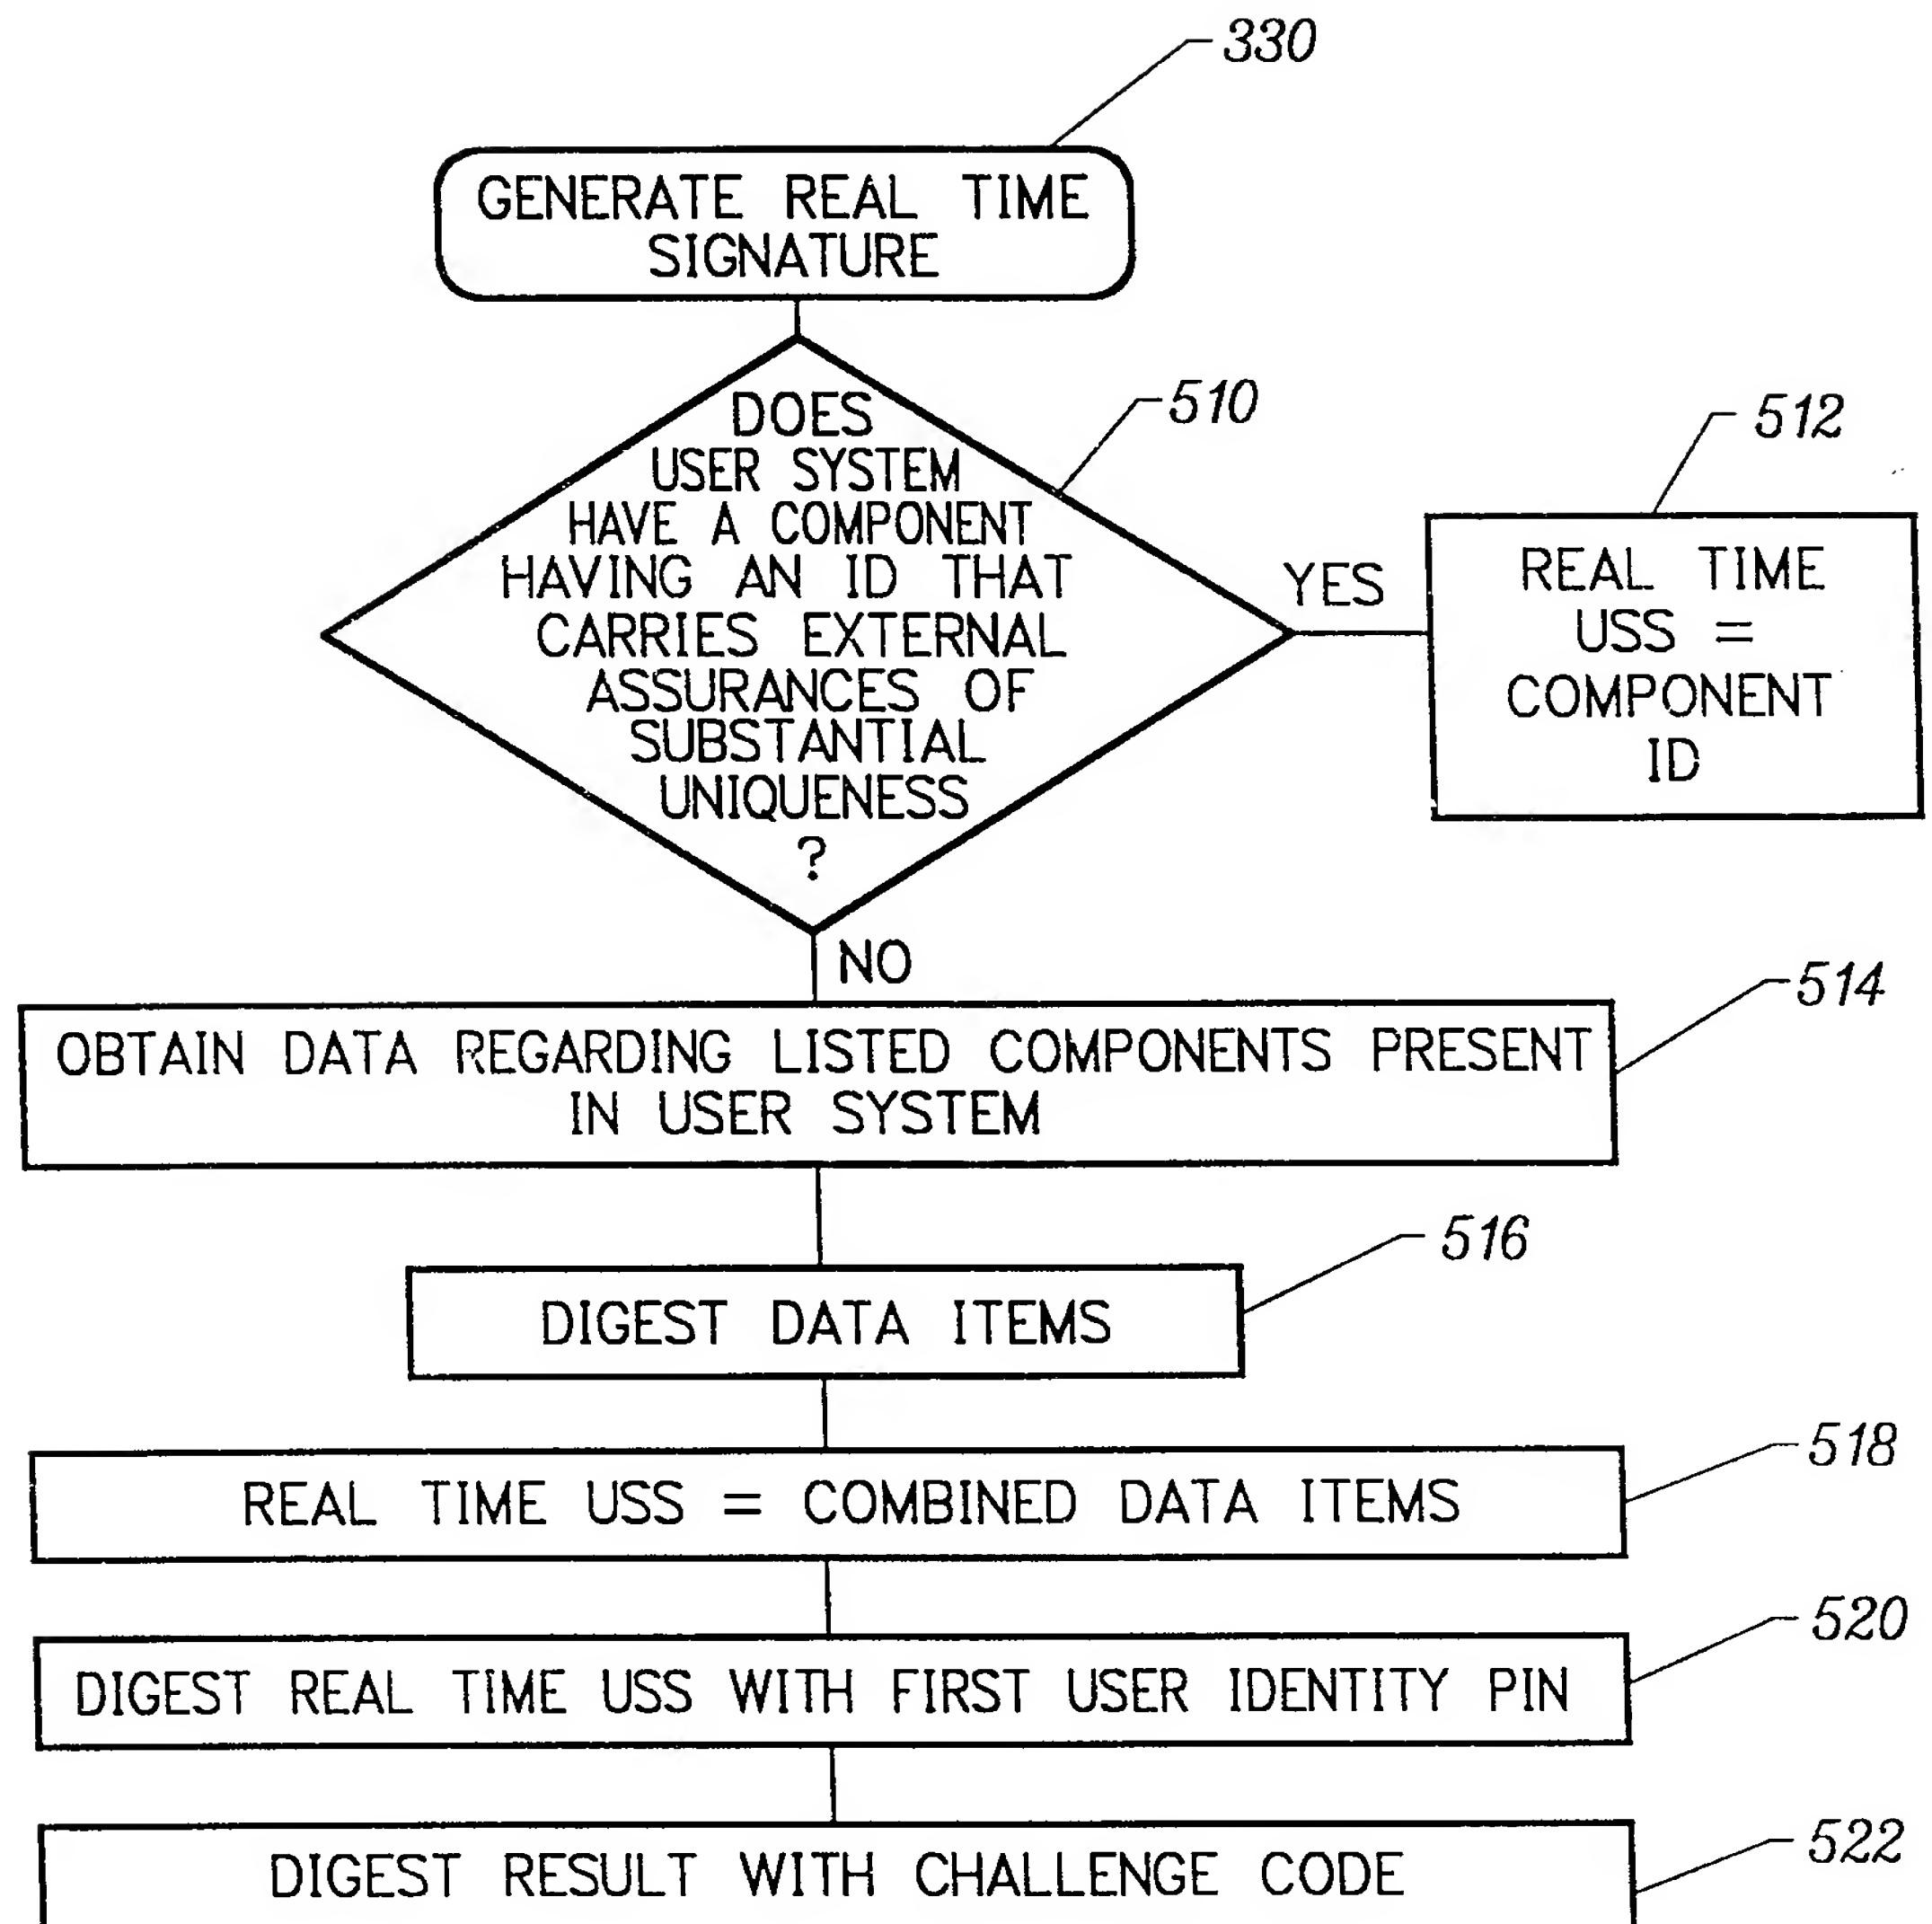 330
GENERATE REAL TIME
SIGNATURE
510
DOES
USER SYSTEM
HAVE A COMPONENT
HAVING AN ID THAT
CARRIES EXTERNAL
ASSURANCES OF
SUBSTANTIAL
UNIQUENESS
?
YES
512
REAL TIME
USS =
COMPONENT
ID
NO
514
OBTAIN DATA REGARDING LISTED COMPONENTS PRESENT
IN USER SYSTEM
516
DIGEST DATA ITEMS
518
REAL TIME USS = COMBINED DATA ITEMS
520
DIGEST REAL TIME USS WITH FIRST USER IDENTITY PIN
522
DIGEST RESULT WITH CHALLENGE CODE